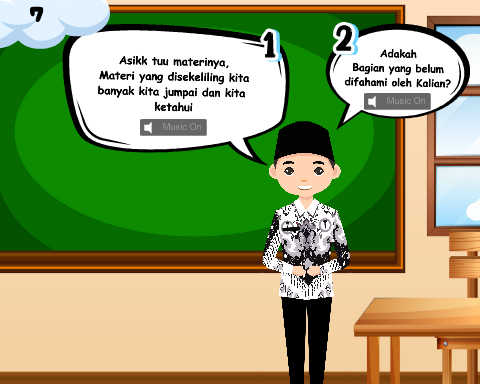 7
1
Asikk tuu materinya,
Materi yang disekeliling kita
banyak kita jumpai dan kita
ketahui
Music On
2
Adakah
Bagian yang belum
difahami oleh Kalian?
Music On